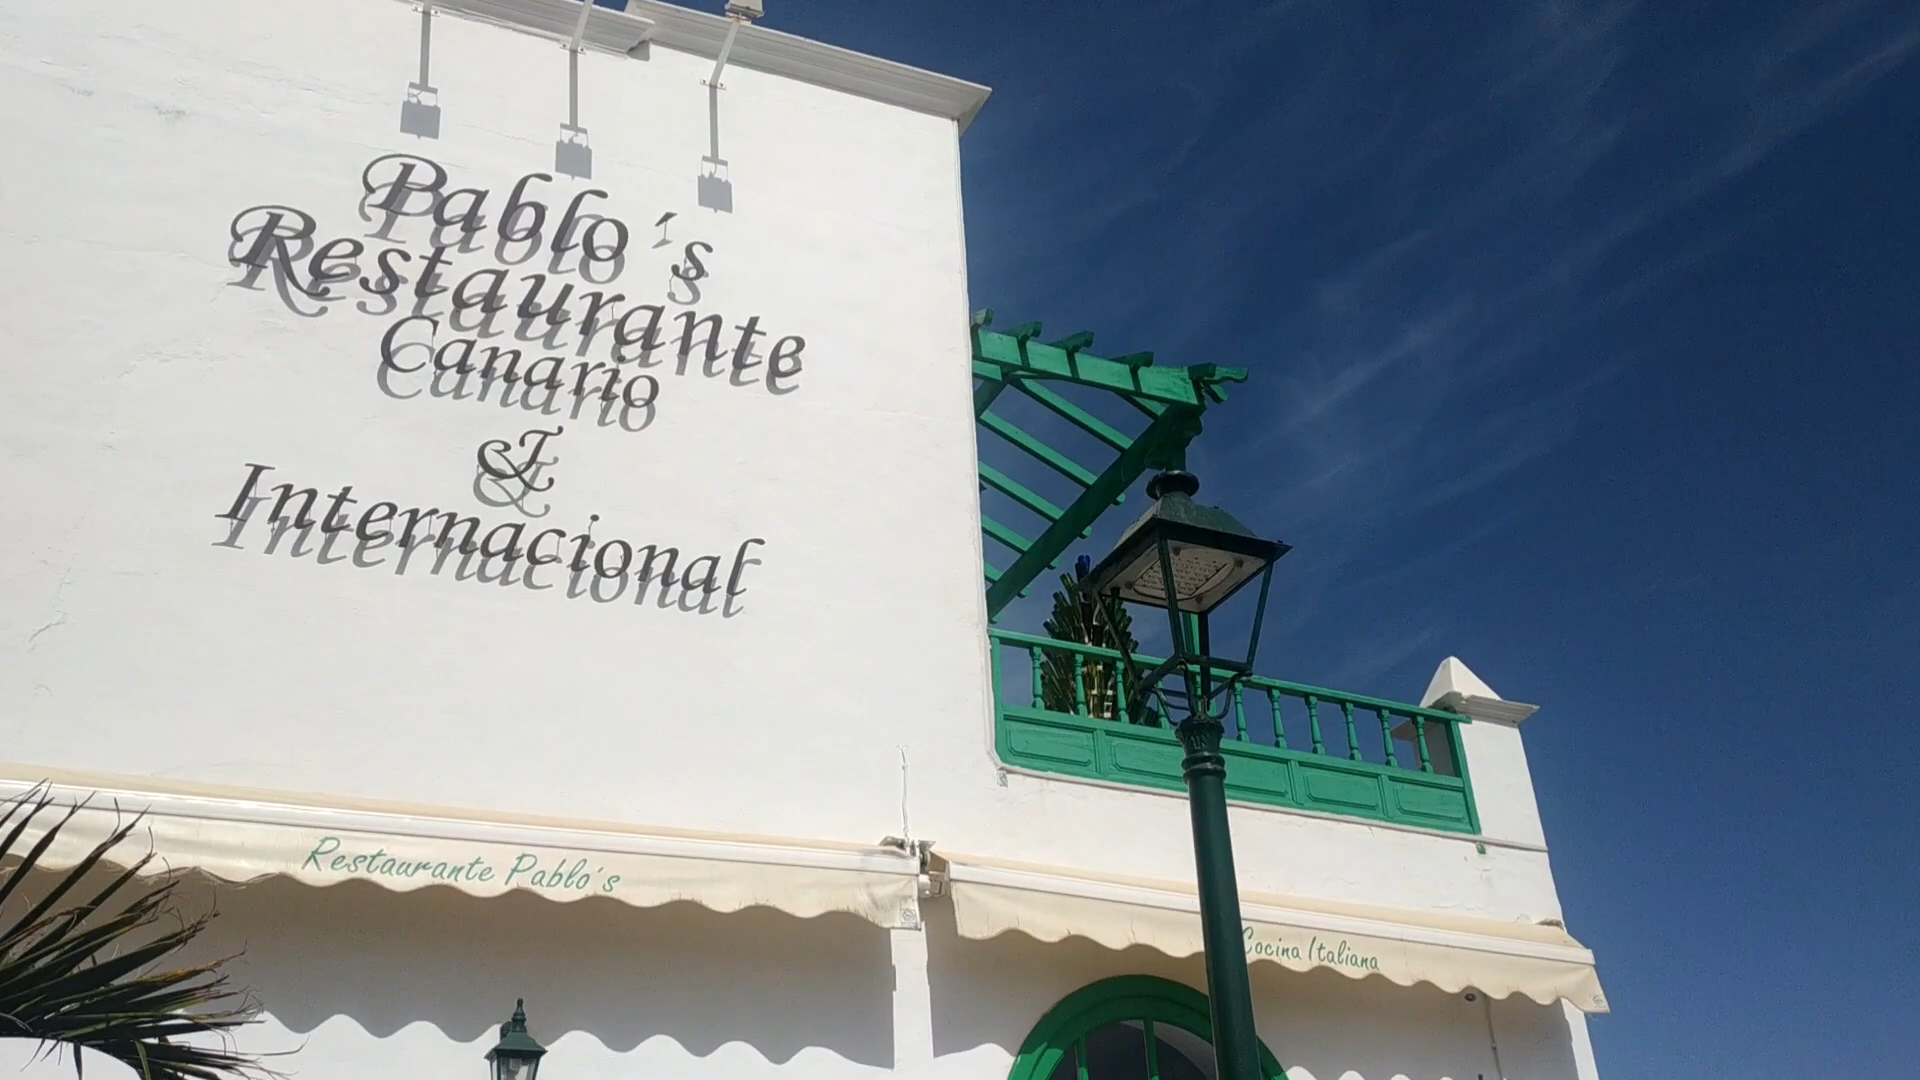 Pablo´s
Restaurante
Canario
&
Internacional
Restaurante Pablo´s
Cocina Italiana